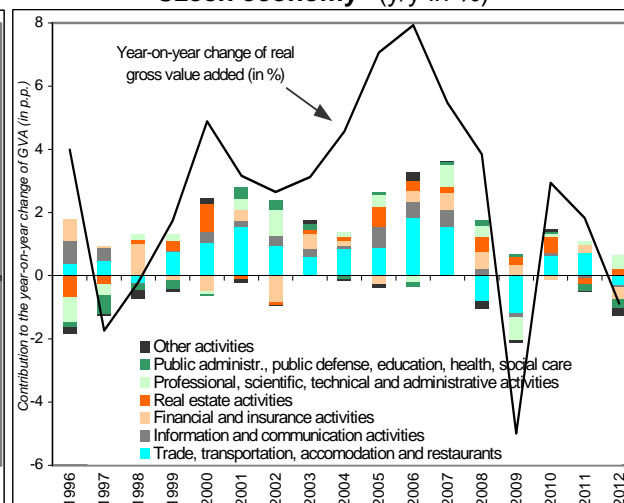 Czech economy (y/y in %)
Contribution to the year-on-year change of GVA (in p.p.)
8
6
4
2
0
-2
-4
-6
Year-on-year change of real
gross value added (in %)
Other activities
Public administr., public defense, education, health, social care
Professional, scientific, technical and administrative activities
Real estate activities
Financial and insurance activities
Information and communication activities
Trade, transportation, accomodation and restaurants
1996
1997
1998
1999
2000
2001
2002
2003
2004
2005
2006
2007
2008
2009
2010
2011
2012